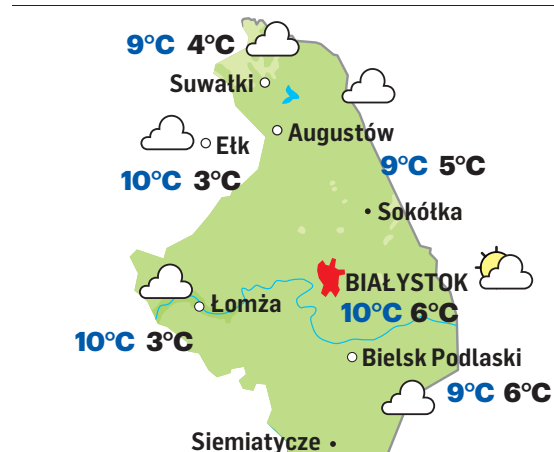 9°C 4°C
Suwałki
Augustów
Ełk
9°C 5°C
10°C 3°C
Sokółka
BIAŁYSTOK
Łomża
10°C 6°C
10°C 3°C
Bielsk Podlaski
9°C 6°C
Siemiatycze